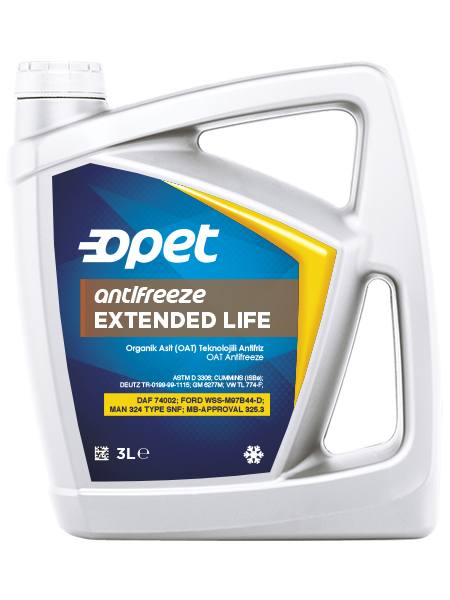 opet
antifreeze
EXTENDED LIFE
Organik Asit (OAT) Teknolojili Antifriz
OAT Antifreeze
ASTM D 3306; CUMMINS (ISBe);
DEUTZ TR-0199-99-1115; GM 6277M; VW TL 774-F;
DAF 74002; FORD WSS-M97B44-D;
MAN 324 TYPE SNF; MB-APPROVAL 325.3
3L℮